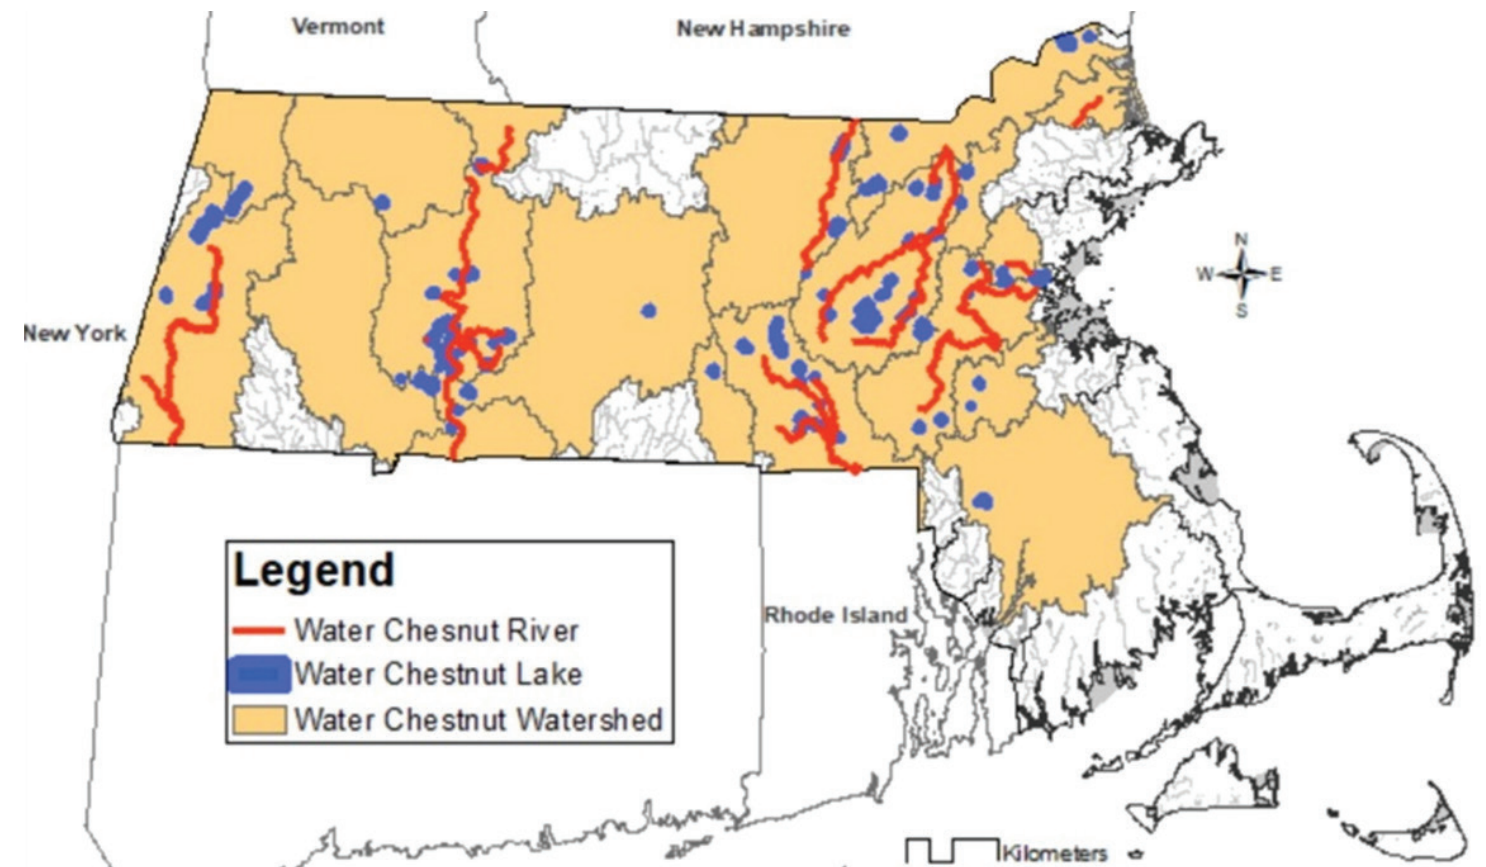 Vermont
New Hampshire
N
W E
S
New York
Legend
Water Chesnut River
Water Chestnut Lake
Water Chestnut Watershed
Rhode Island
Kilometers